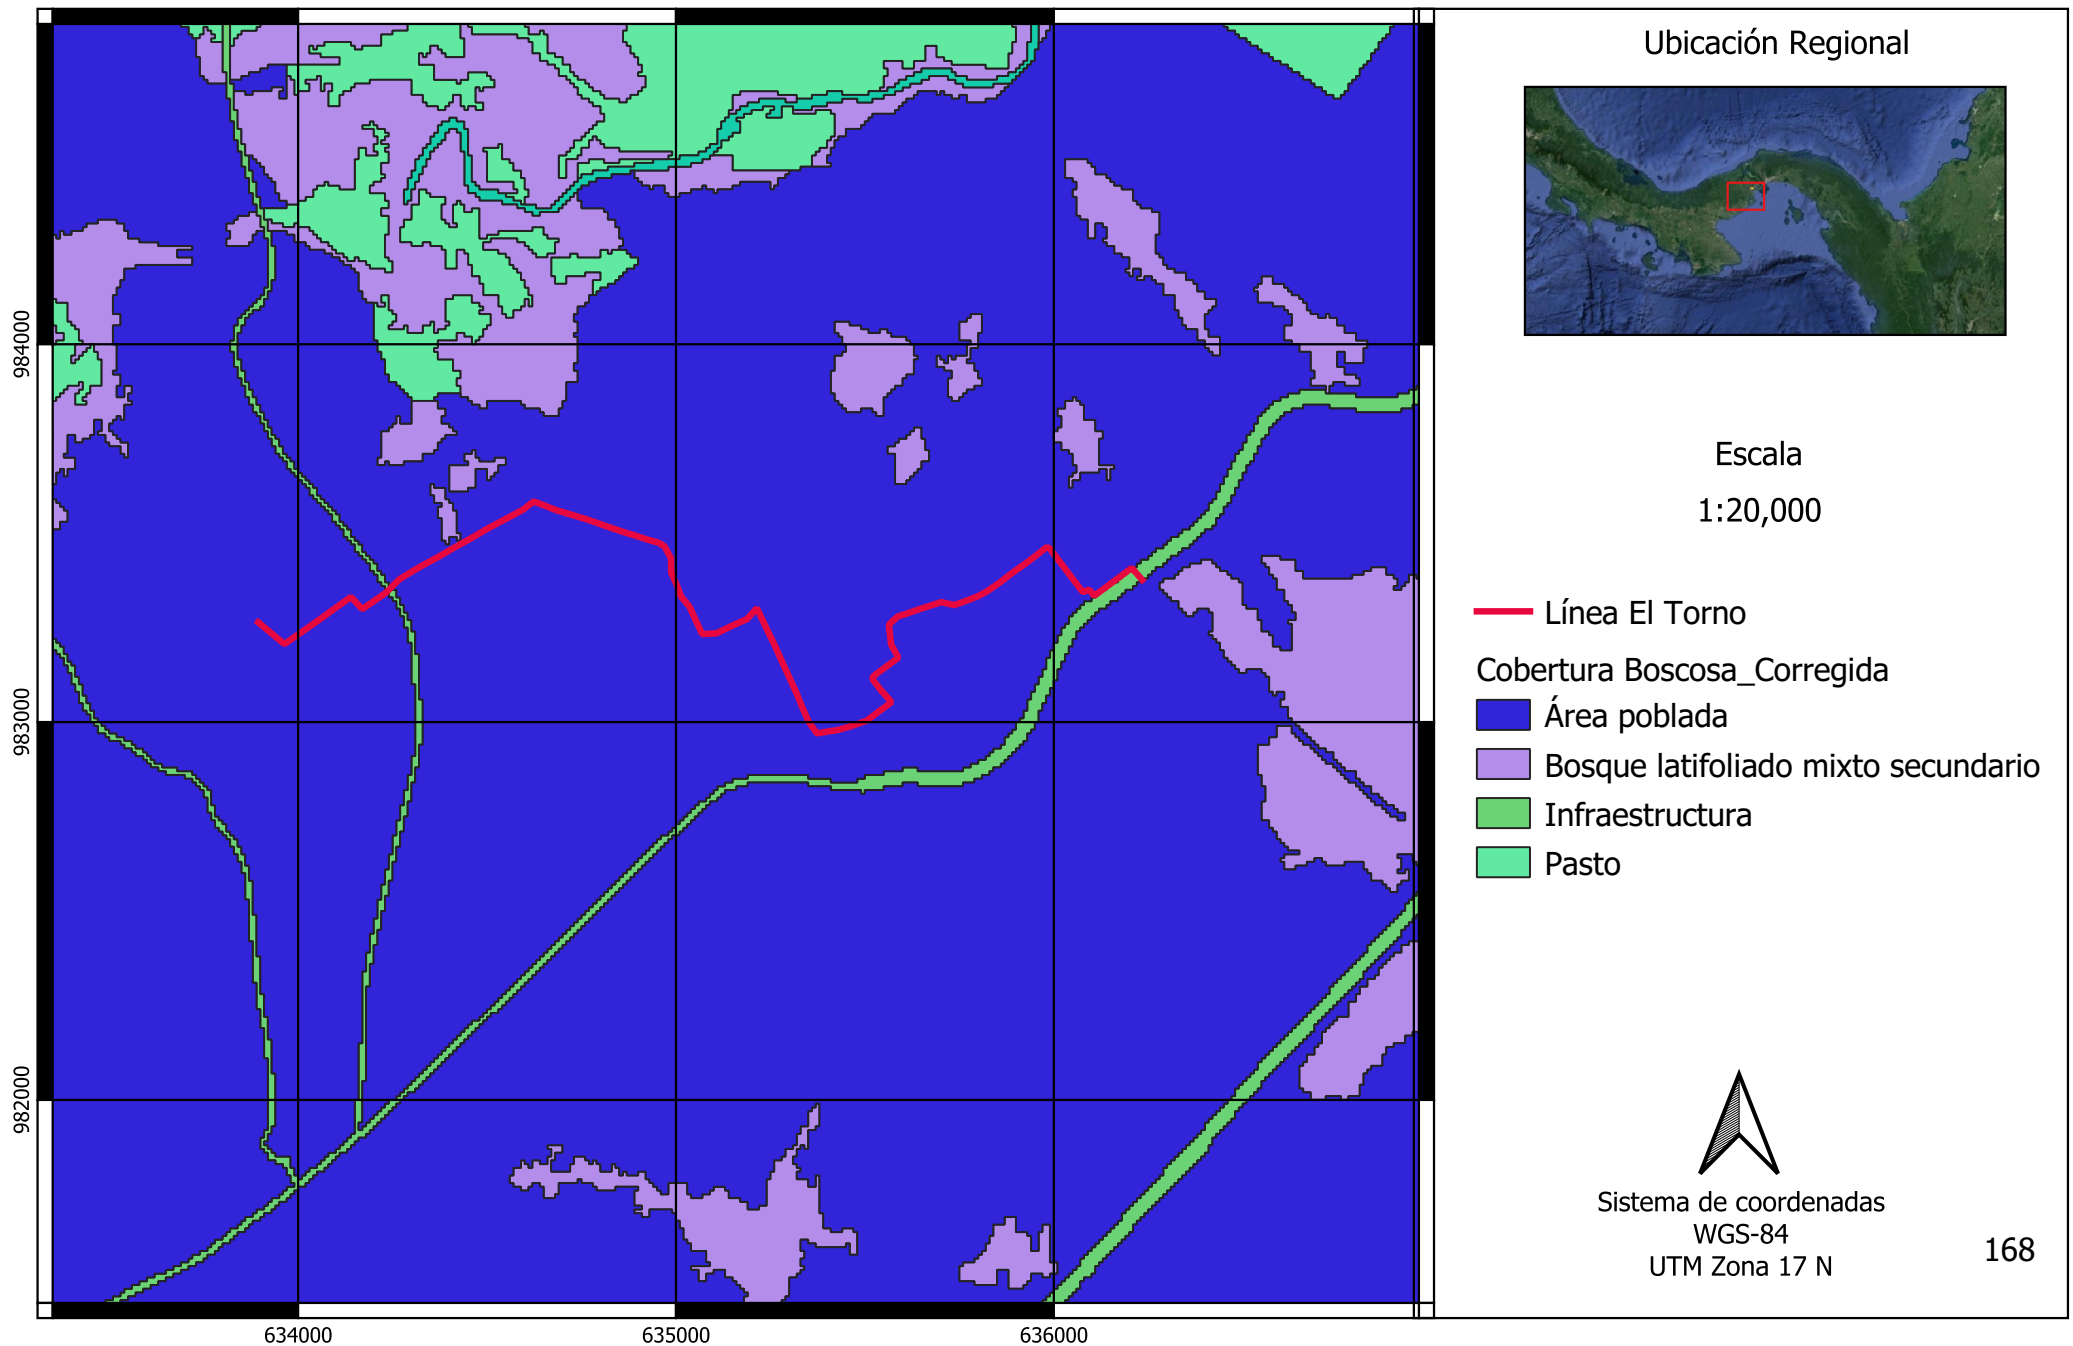 Ubicación Regional
Escala
1:20,000
Línea El Torno
Cobertura Boscosa_Corregida
Área poblada
Bosque latifoliado mixto secundario
Infraestructura
Pasto
Sistema de coordenadas
WGS-84
UTM Zona 17 N
168
984000
983000
982000
634000
635000
636000